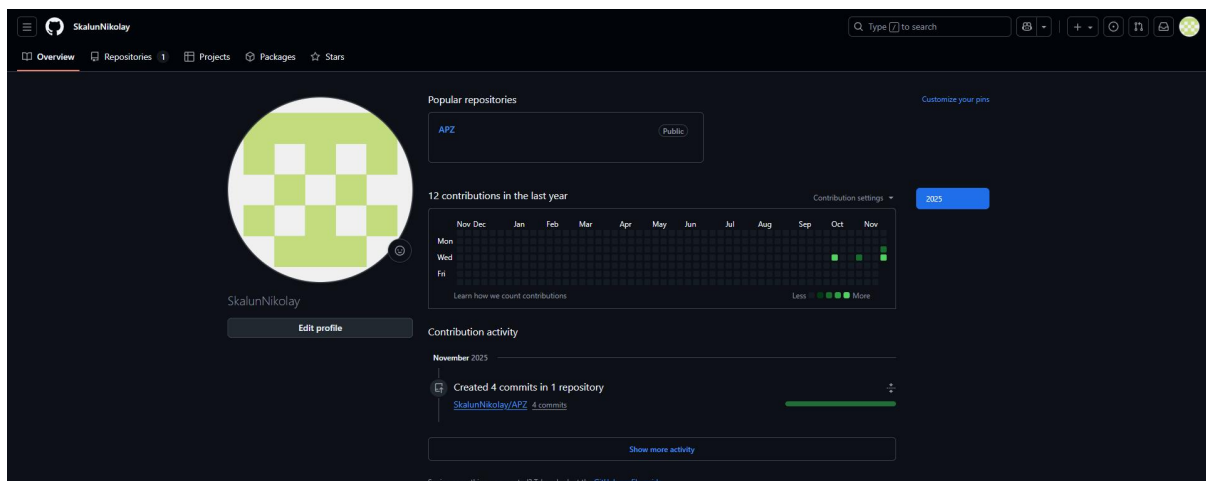 SkalunNikolay
Type / to search
Overview Repositories 1 Projects Packages Stars
SkalunNikolay
Edit profile
Popular repositories
Customize your pins
APZ
Public
12 contributions in the last year
Contribution settings
2025
Nov Dec Jan Feb Mar Apr May Jun Jul Aug Sep Oct Nov
Mon
Wed
Fri
Learn how we count contributions
Less More
Contribution activity
November 2025
Created 4 commits in 1 repository
SkalunNikolay/APZ 4 commits
Show more activity